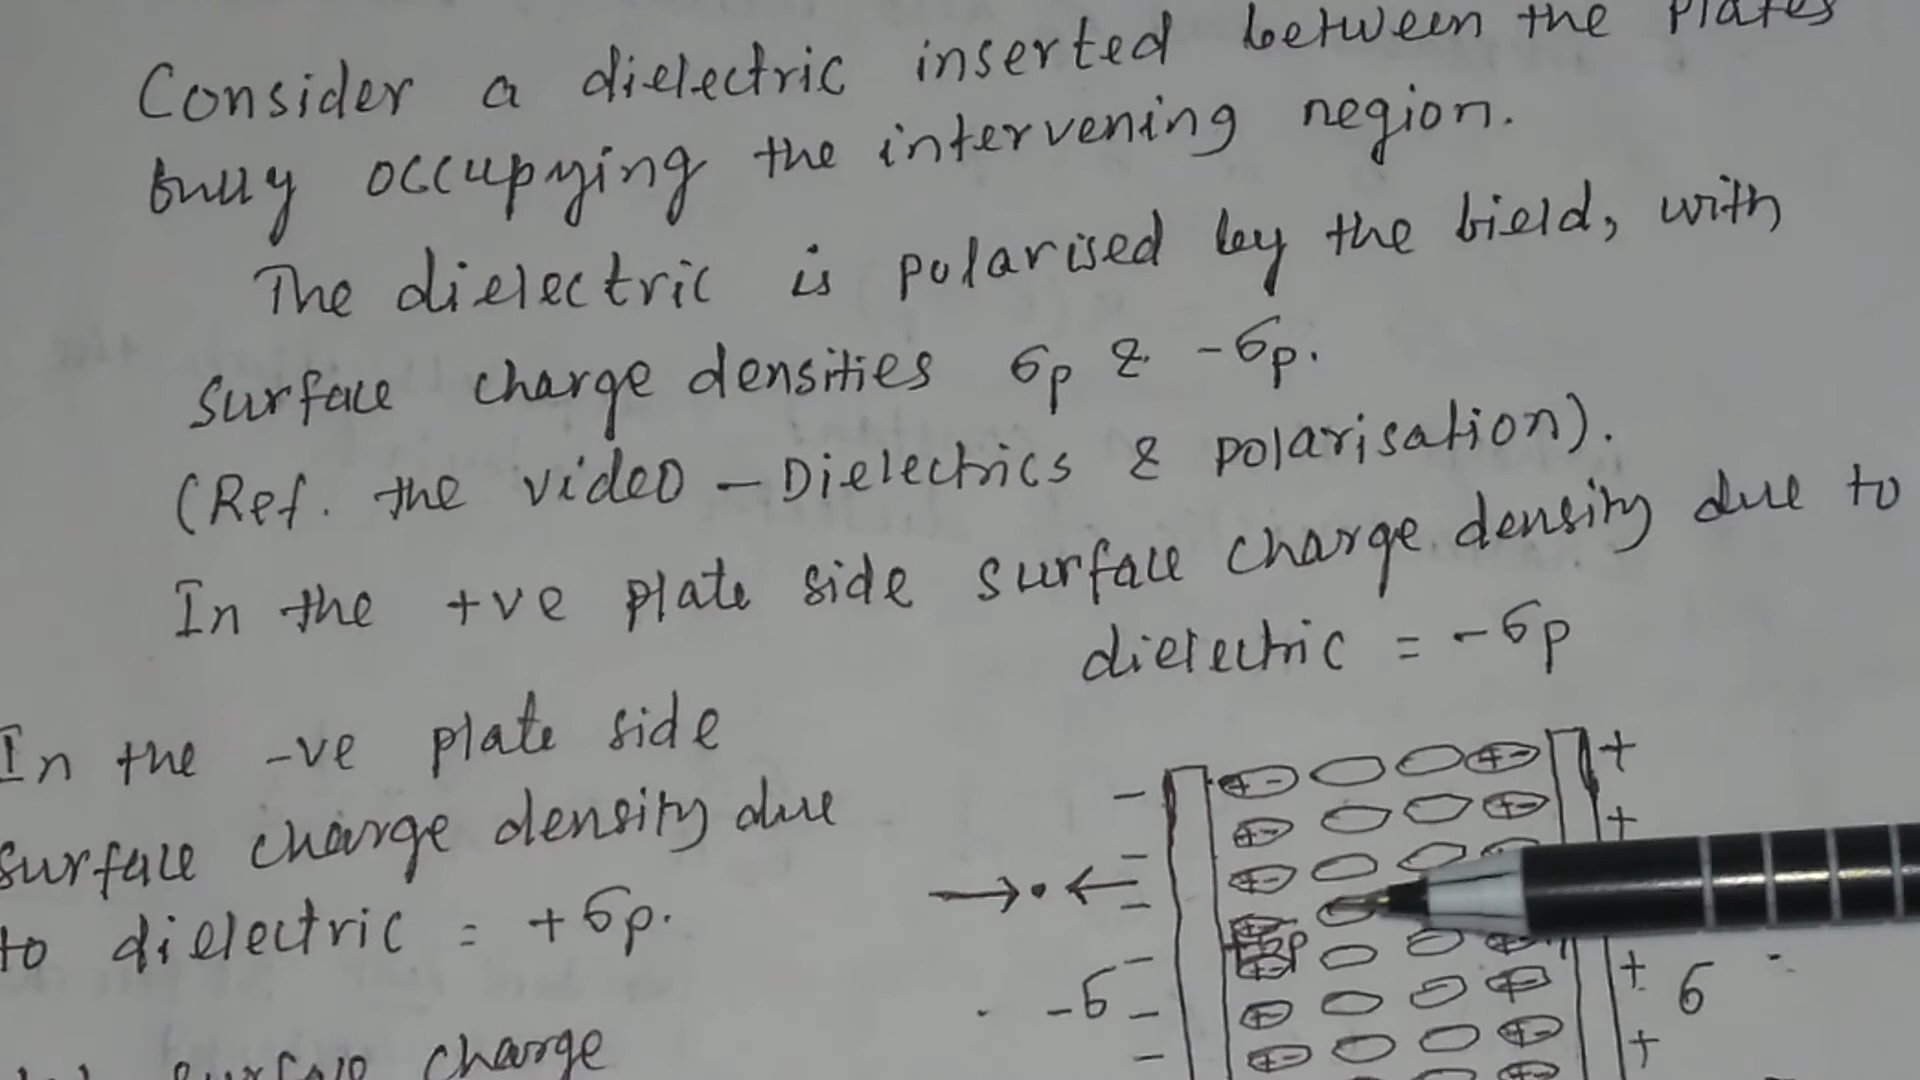 Consider a dielectric inserted between the plates
fully occupying the intervening region.
The dielectric is polarised by the field, with
surface charge densities σp & -σp.
(Ref. the video - Dielectrics & polarisation).
In the +ve plate side surface charge density due to
dielectric = -σp
In the -ve plate side
surface charge density due
to dielectric = +σp.
surface charge
-σ
+σp
σ